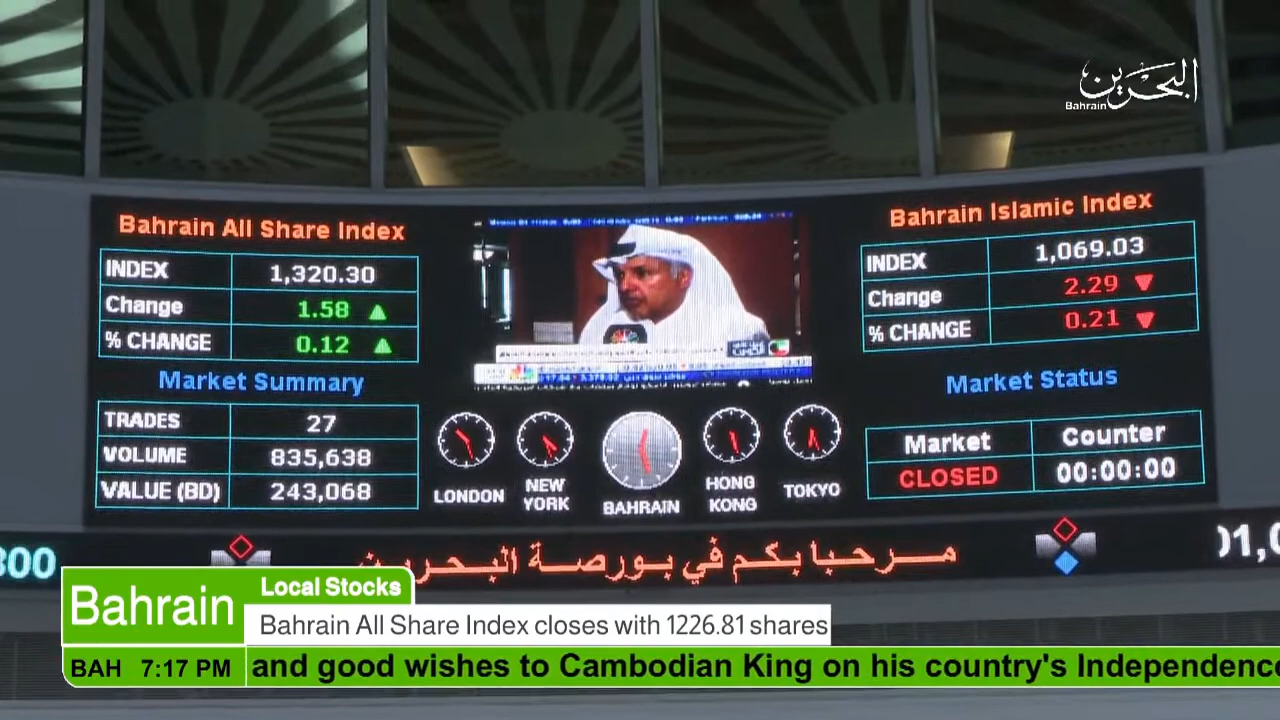 البحرين
Bahrain
Bahrain All Share Index
INDEX 1,320.30
Change 1.58
% CHANGE 0.12
Market Summary
TRADES 27
VOLUME 835,638
VALUE (BD) 243,068
LONDON
NEW YORK
BAHRAIN
HONG KONG
TOKYO
Bahrain Islamic Index
INDEX 1,069.03
Change 2.29
% CHANGE 0.21
Market Status
Market Counter
CLOSED 00:00:00
مرحبا بكم في بورصة البحرين
Local Stocks
Bahrain
Bahrain All Share Index closes with 1226.81 shares
BAH 7:17 PM
and good wishes to Cambodian King on his country's Independence